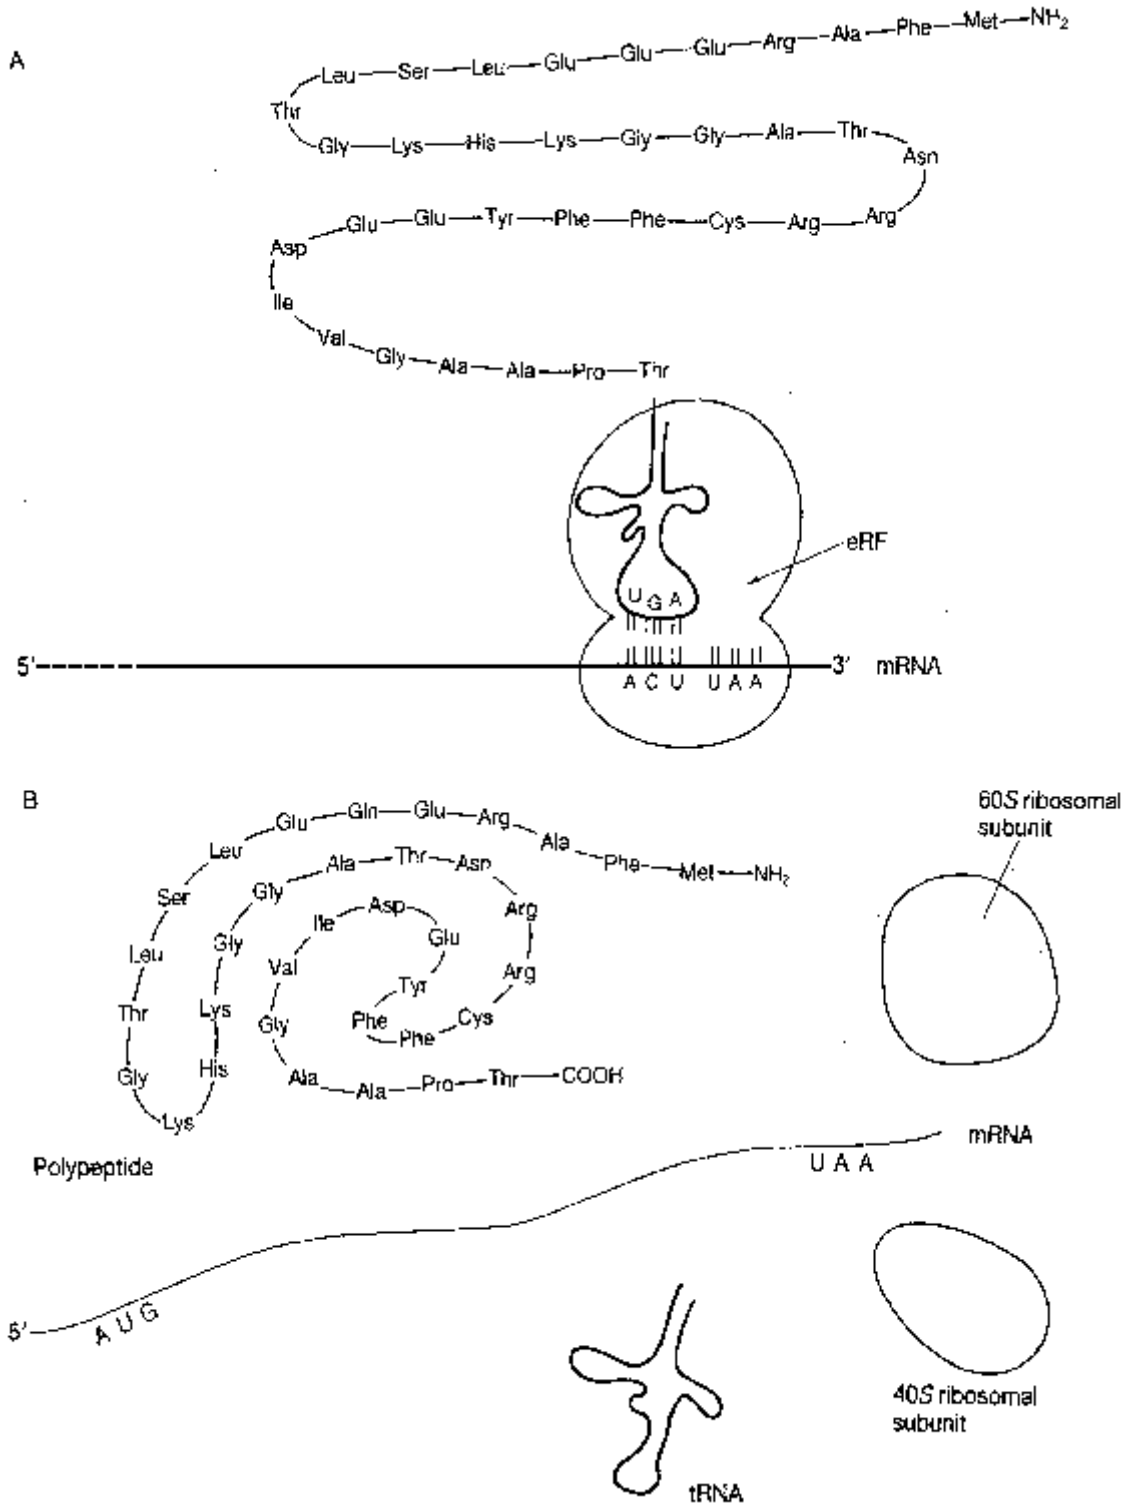 A
Leu—Ser—Leu—Glu—Glu—Glu—Arg—Ala—Phe—Met—NH₂
Thr
Gly—Lys—His—Lys—Gly—Gly—Ala—Thr
Asn
Asp—Glu—Glu—Tyr—Phe—Phe—Cys—Arg—Arg
Ile
Val—Gly—Ala—Ala—Pro—Thr
eRF
U G A
5′
3′ mRNA
A C U U A A
B
60S ribosomal
subunit
Thr—Leu—Ser—Leu—Glu—Gln—Glu—Arg—Ala—Phe—Met—NH₂
Gly—Lys—His—Lys—Gly—Gly—Ala—Thr—Asn—Arg—Arg—Cys—Phe—Phe—Tyr—Glu—Asp—Ile—Val—Gly—Ala—Ala—Pro—Thr—COOH
Polypeptide
mRNA
U A A
5′
A U G
40S ribosomal
subunit
tRNA